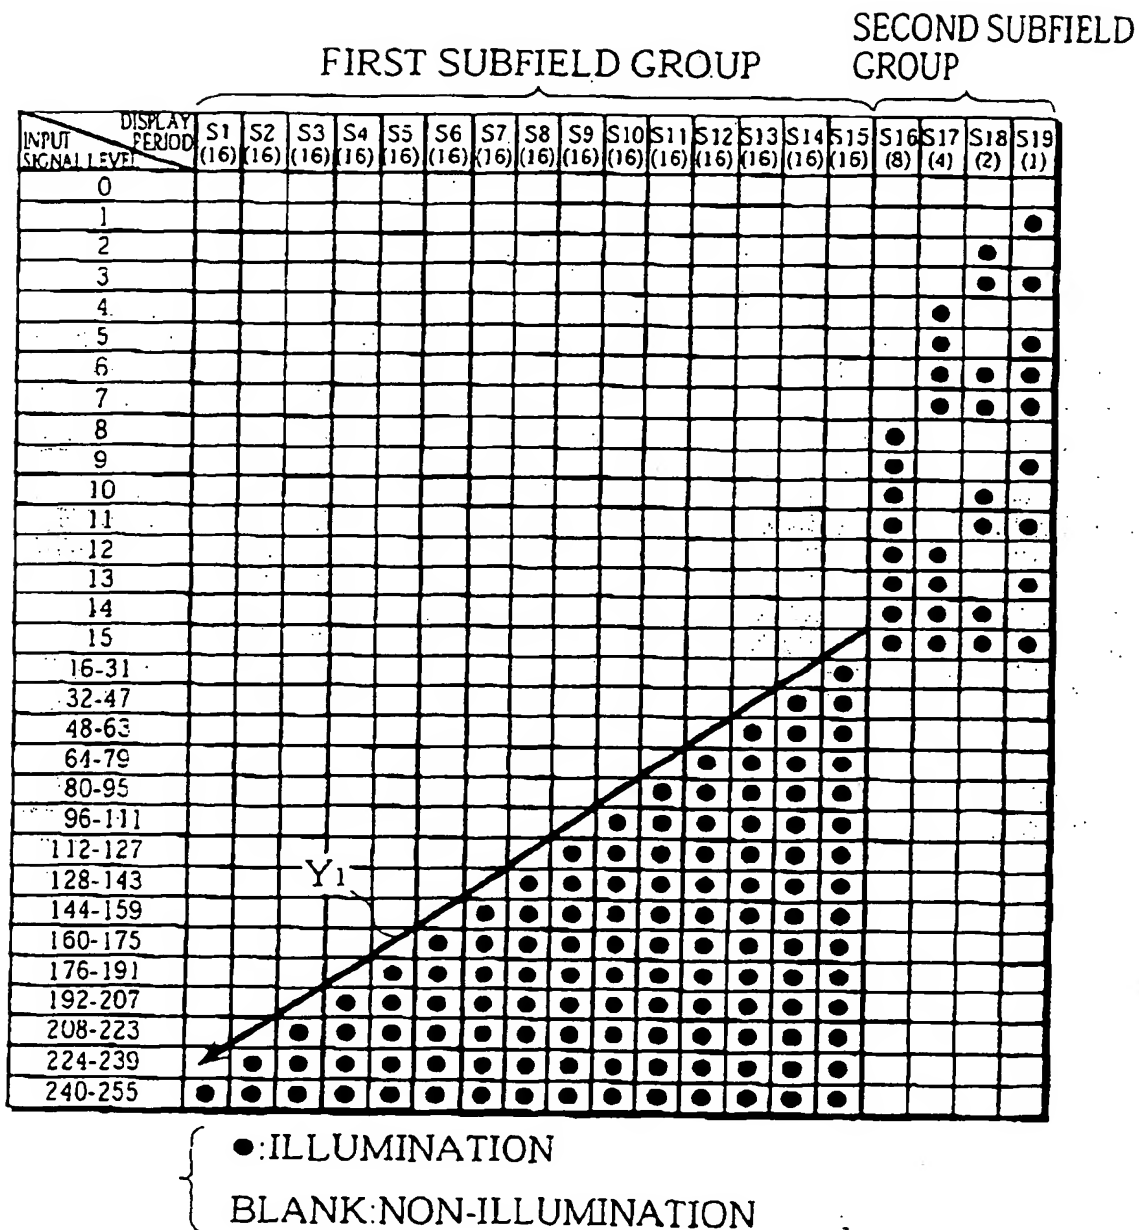 SECOND SUBFIELD
GROUP
FIRST SUBFIELD GROUP
DISPLAY PERIOD
INPUT SIGNAL LEVEL
S1 (16) S2 (16) S3 (16) S4 (16) S5 (16) S6 (16) S7 (16) S8 (16) S9 (16) S10 (16) S11 (16) S12 (16) S13 (16) S14 (16) S15 (16) S16 (8) S17 (4) S18 (2) S19 (1)
0
1 ●
2 ●
3 ● ●
4 ●
5 ● ●
6 ● ● ●
7 ● ● ●
8 ●
9 ● ●
10 ● ●
11 ● ● ●
12 ● ●
13 ● ● ●
14 ● ● ●
15 ● ● ● ●
16-31 ●
32-47 ● ●
48-63 ● ● ●
64-79 ● ● ● ●
80-95 ● ● ● ● ●
96-111 ● ● ● ● ● ●
112-127 ● ● ● ● ● ● ●
Y1
128-143 ● ● ● ● ● ● ● ●
144-159 ● ● ● ● ● ● ● ● ●
160-175 ● ● ● ● ● ● ● ● ● ●
176-191 ● ● ● ● ● ● ● ● ● ● ●
192-207 ● ● ● ● ● ● ● ● ● ● ● ●
208-223 ● ● ● ● ● ● ● ● ● ● ● ● ●
224-239 ● ● ● ● ● ● ● ● ● ● ● ● ● ●
240-255 ● ● ● ● ● ● ● ● ● ● ● ● ● ● ●
●:ILLUMINATION
BLANK:NON-ILLUMINATION